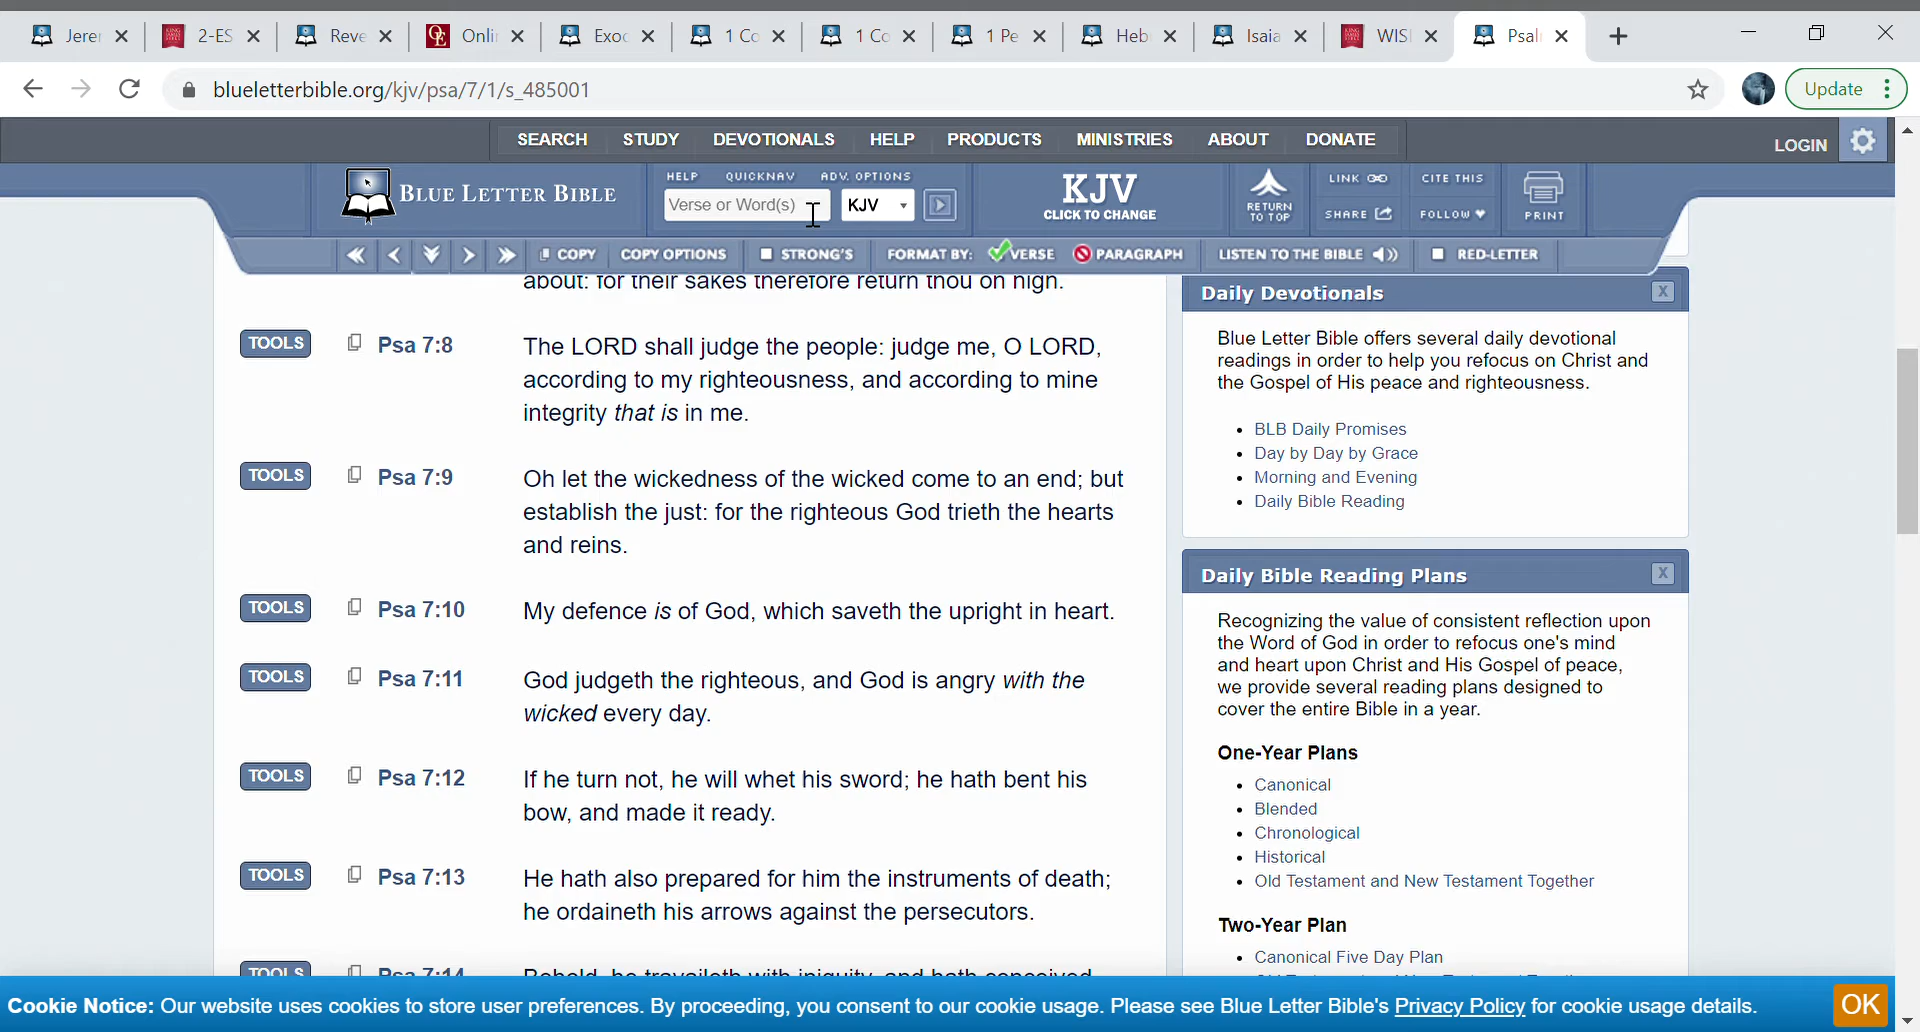 Jerer
2-ES
Reve
Onli
Exoc
1 Co
1 Co
1 Pe
Heb
Isaia
WIS
Psal
blueletterbible.org/kjv/psa/7/1/s_485001
Update
SEARCH STUDY DEVOTIONALS HELP PRODUCTS MINISTRIES ABOUT DONATE
LOGIN
BLUE LETTER BIBLE
HELP QUICKNAV ADV. OPTIONS
Verse or Word(s)
KJV
KJV
CLICK TO CHANGE
RETURN
TO TOP
LINK
CITE THIS
SHARE
FOLLOW
PRINT
COPY COPY OPTIONS STRONG'S FORMAT BY: VERSE PARAGRAPH LISTEN TO THE BIBLE RED-LETTER
about: for their sakes therefore return thou on high.
TOOLS Psa 7:8 The LORD shall judge the people: judge me, O LORD,
according to my righteousness, and according to mine
integrity that is in me.
TOOLS Psa 7:9 Oh let the wickedness of the wicked come to an end; but
establish the just: for the righteous God trieth the hearts
and reins.
TOOLS Psa 7:10 My defence is of God, which saveth the upright in heart.
TOOLS Psa 7:11 God judgeth the righteous, and God is angry with the
wicked every day.
TOOLS Psa 7:12 If he turn not, he will whet his sword; he hath bent his
bow, and made it ready.
TOOLS Psa 7:13 He hath also prepared for him the instruments of death;
he ordaineth his arrows against the persecutors.
TOOLS Psa 7:14 Behold, he travaileth with iniquity, and hath conceived
Daily Devotionals
X
Blue Letter Bible offers several daily devotional
readings in order to help you refocus on Christ and
the Gospel of His peace and righteousness.
• BLB Daily Promises
• Day by Day by Grace
• Morning and Evening
• Daily Bible Reading
Daily Bible Reading Plans
X
Recognizing the value of consistent reflection upon
the Word of God in order to refocus one's mind
and heart upon Christ and His Gospel of peace,
we provide several reading plans designed to
cover the entire Bible in a year.
One-Year Plans
• Canonical
• Blended
• Chronological
• Historical
• Old Testament and New Testament Together
Two-Year Plan
• Canonical Five Day Plan
Cookie Notice: Our website uses cookies to store user preferences. By proceeding, you consent to our cookie usage. Please see Blue Letter Bible's Privacy Policy for cookie usage details.
OK